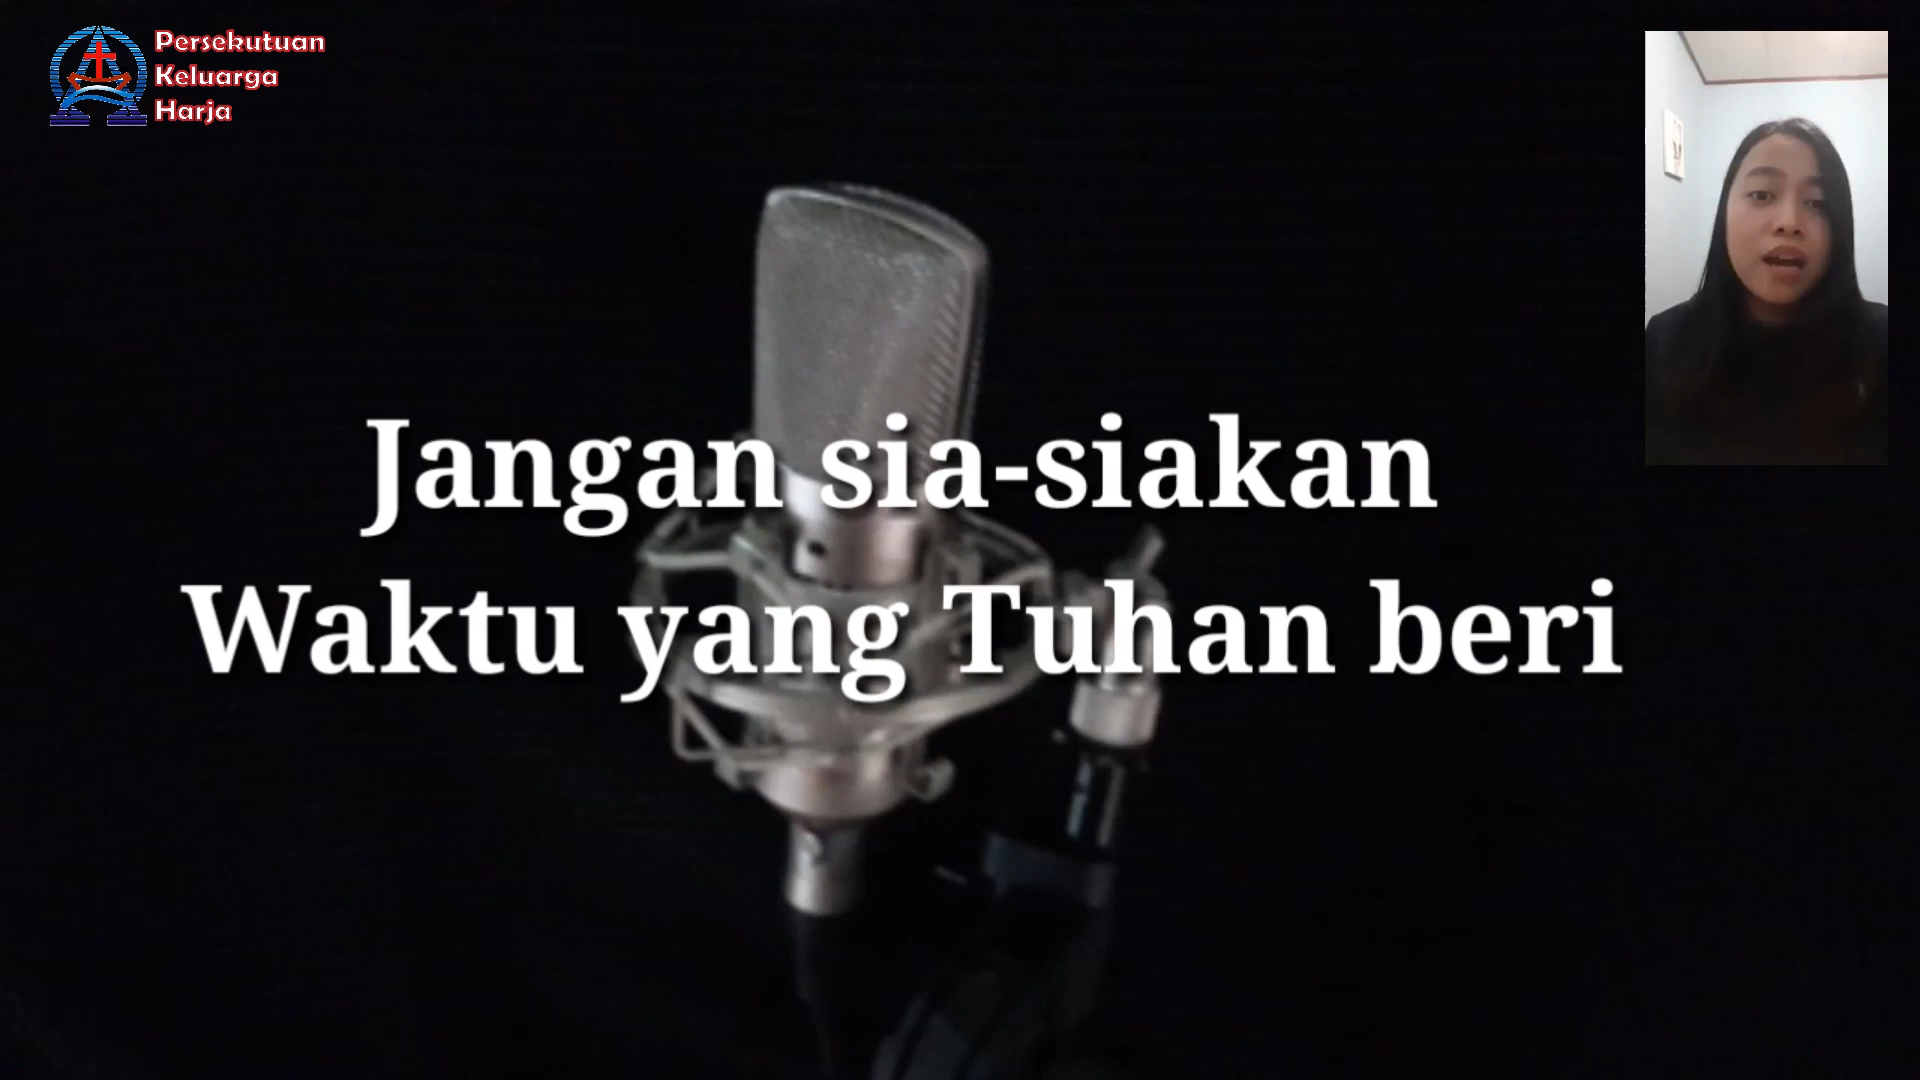 Persekutuan
Keluarga
Harja
Jangan sia-siakan
Waktu yang Tuhan beri